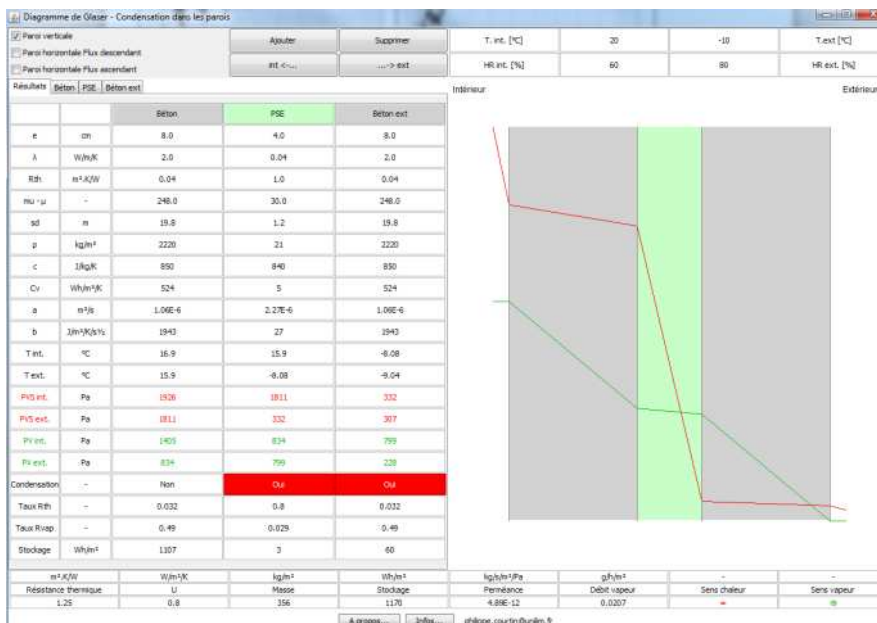 Diagramme de Glaser - Condensation dans les parois
Paroi verticale
Paroi horizontale Flux descendant
Paroi horizontale Flux ascendant
Ajouter Supprimer
int <-... ...-> ext
T. int. [°C] 20 -10 T.ext [°C]
HR int. [%] 60 80 HR ext. [%]
Résultats Béton PSE Béton ext
Intérieur Extérieur
Béton PSE Béton ext
e cm 8.0 4.0 8.0
λ W/m/K 2.0 0.04 2.0
Rth m².K/W 0.04 1.0 0.04
mu - μ - 248.0 30.0 248.0
sd m 19.8 1.2 19.8
ρ kg/m³ 2220 21 2220
c J/kg/K 850 840 850
Cv Wh/m³/K 524 5 524
a m²/s 1.06E-6 2.27E-6 1.06E-6
b J/m²/K/s½ 1943 27 1943
T int. °C 16.9 15.9 -8.08
T ext. °C 15.9 -8.08 -9.04
PVS int. Pa 1926 1811 332
PVS ext. Pa 1811 332 307
PV int. Pa 1405 834 799
PV ext. Pa 834 799 228
Condensation - Non Oui Oui
Taux Rth - 0.032 0.8 0.032
Taux Rvap - 0.49 0.029 0.49
Stockage Wh/m² 1107 3 60
m².K/W W/m²/K kg/m² Wh/m² kg/s/m²/Pa g/h/m² - -
Résistance thermique U Masse Stockage Perméance Débit vapeur Sens chaleur Sens vapeur
1.25 0.8 356 1170 4.89E-12 0.0207
A propos... Infos... philippe.courtin@unilim.fr